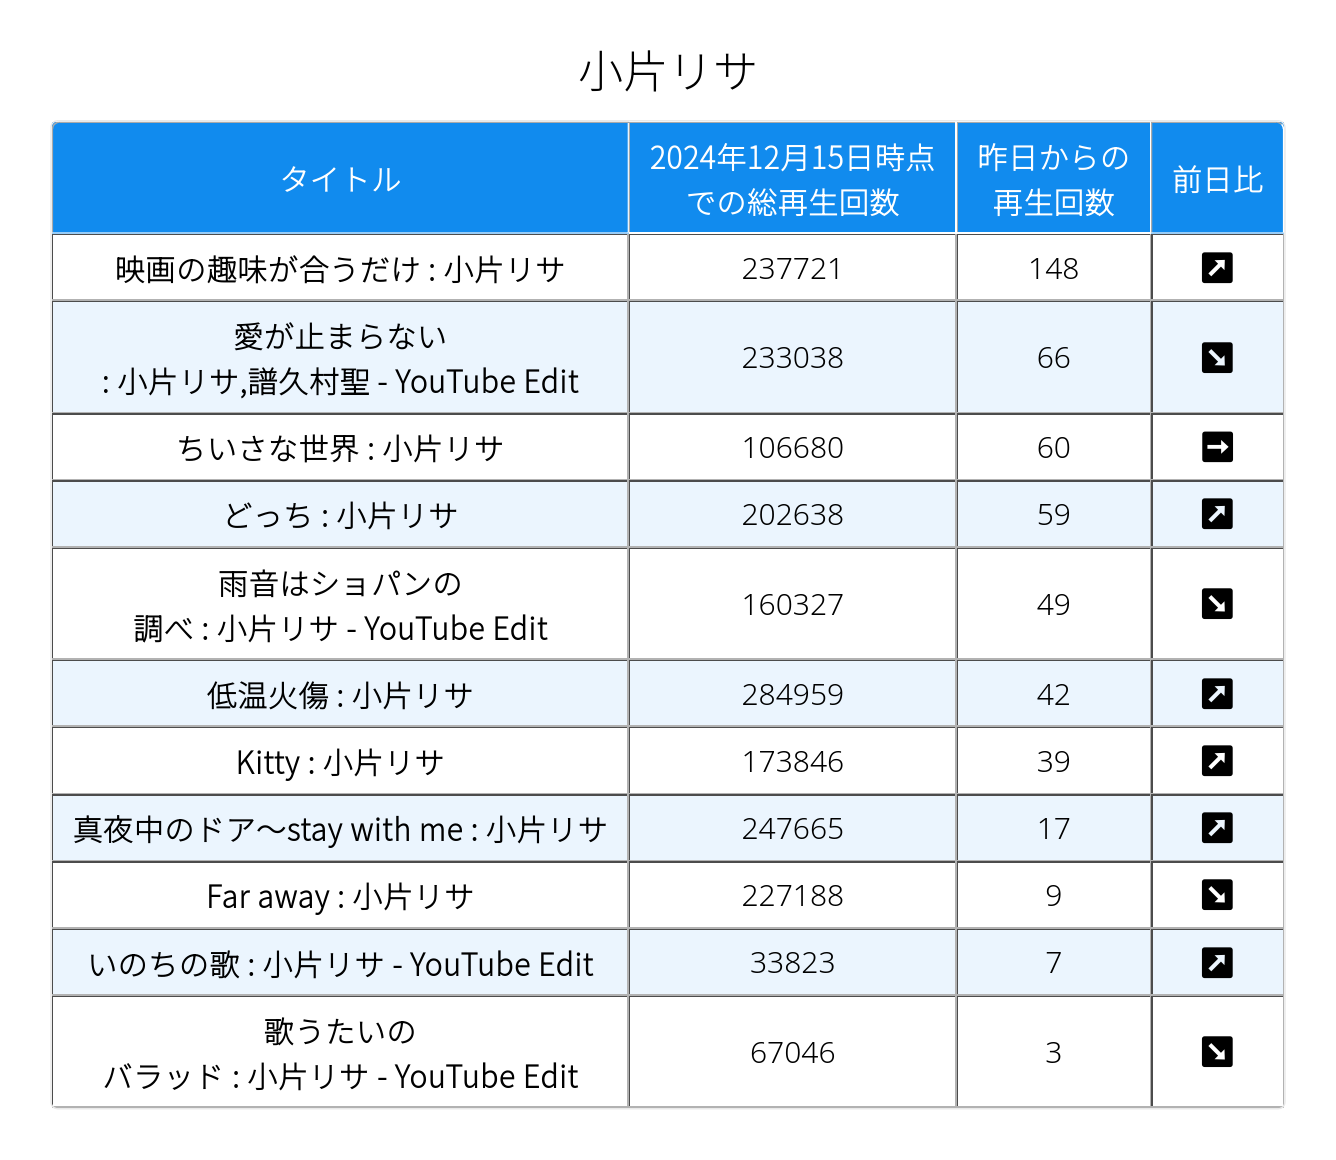 小片リサ
タイトル
2024年12月15日時点
での総再生回数
昨日からの
再生回数
前日比
映画の趣味が合うだけ : 小片リサ
237721
148
愛が止まらない
: 小片リサ,譜久村聖 - YouTube Edit
233038
66
ちいさな世界 : 小片リサ
106680
60
どっち : 小片リサ
202638
59
雨音はショパンの
調べ : 小片リサ - YouTube Edit
160327
49
低温火傷 : 小片リサ
284959
42
Kitty : 小片リサ
173846
39
真夜中のドア〜stay with me : 小片リサ
247665
17
Far away : 小片リサ
227188
9
いのちの歌 : 小片リサ - YouTube Edit
33823
7
歌うたいの
バラッド : 小片リサ - YouTube Edit
67046
3